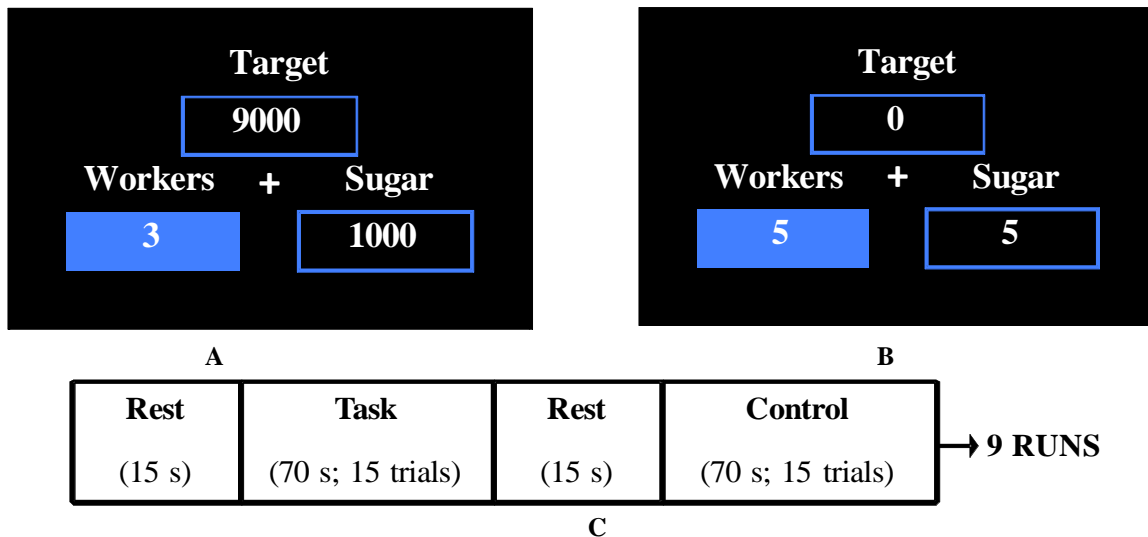 Target
9000
Workers + Sugar
3 1000
A
Target
0
Workers + Sugar
5 5
B
Rest Task Rest Control
(15 s) (70 s; 15 trials) (15 s) (70 s; 15 trials)
9 RUNS
C